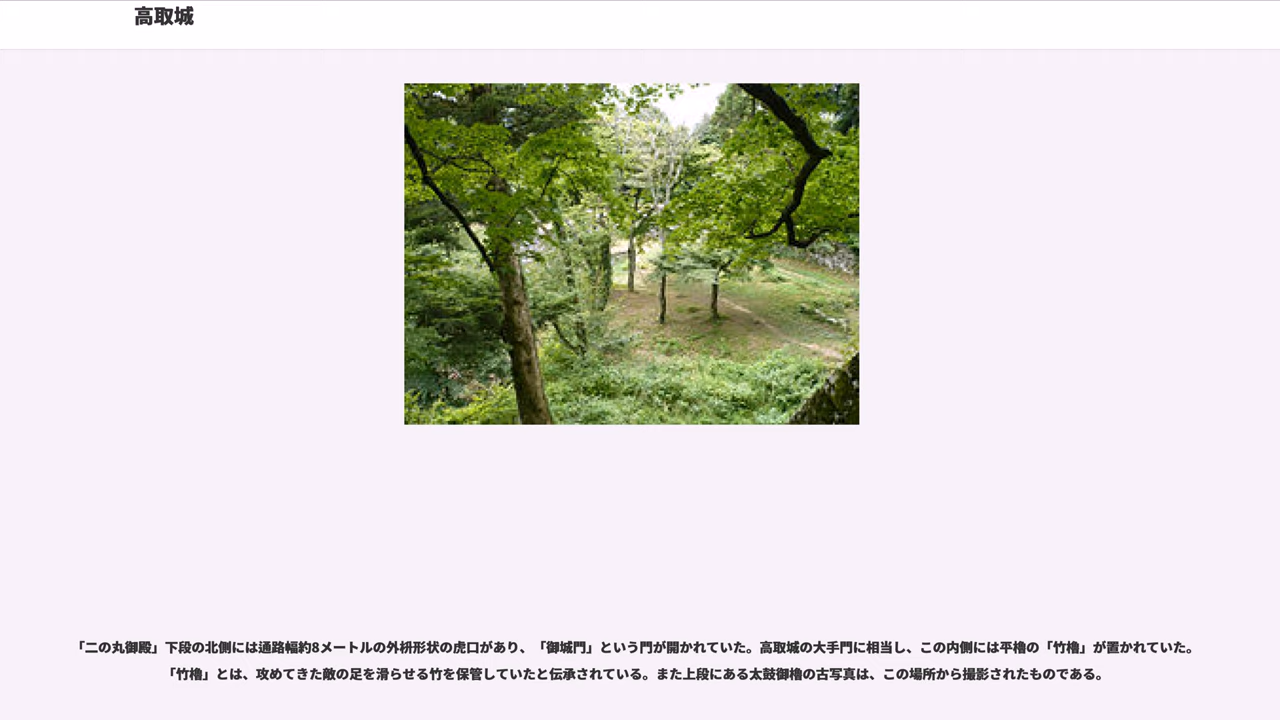 高取城
「二の丸御殿」下段の北側には通路幅約8メートルの外枡形状の虎口があり、「御城門」という門が開かれていた。高取城の大手門に相当し、この内側には平櫓の「竹櫓」が置かれていた。
「竹櫓」とは、攻めてきた敵の足を滑らせる竹を保管していたと伝承されている。また上段にある太鼓御櫓の古写真は、この場所から撮影されたものである。